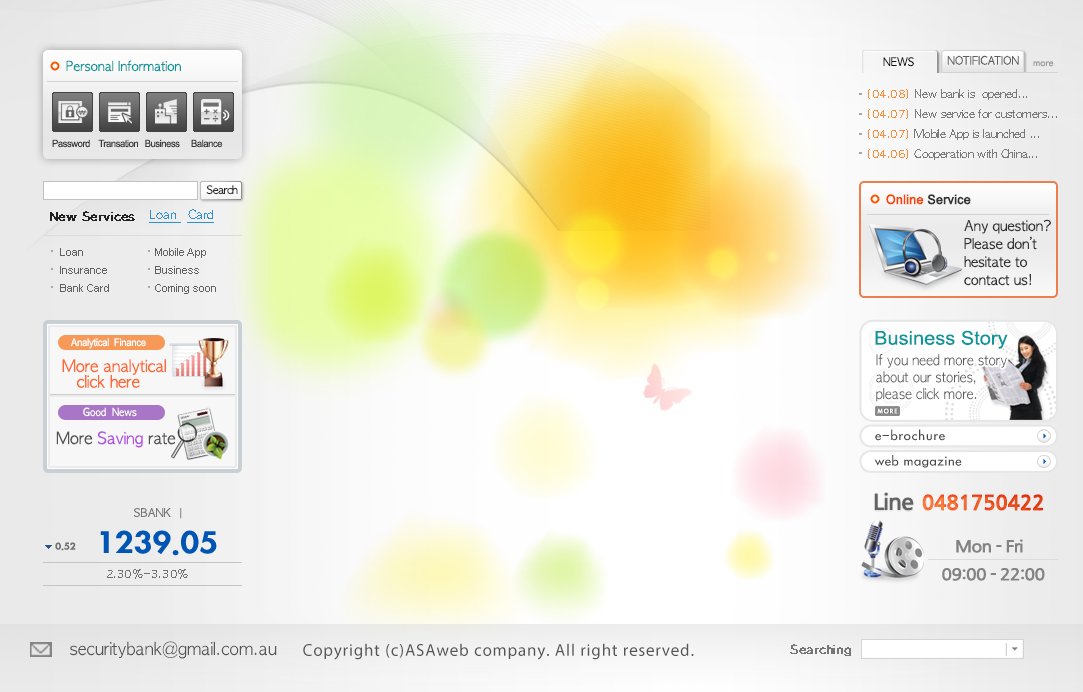 Personal Information
Password Transation Business Balance
Search
New Services Loan Card
Loan
Insurance
Bank Card
Mobile App
Business
Coming soon
Analytical Finance
More analytical
click here
Good News
More Saving rate
SBANK |
0.52 1239.05
2.30%-3.30%
NEWS NOTIFICATION more
- (04.08) New bank is opened...
- (04.07) New service for customers...
- (04.07) Mobile App is launched ...
- (04.06) Cooperation with China...
Online Service
Any question?
Please don't
hesitate to
contact us!
Business Story
If you need more story
about our stories,
please click more.
MORE
e-brochure
web magazine
Line 0481750422
Mon - Fri
09:00 - 22:00
securitybank@gmail.com.au Copyright (c)ASAweb company. All right reserved. Searching